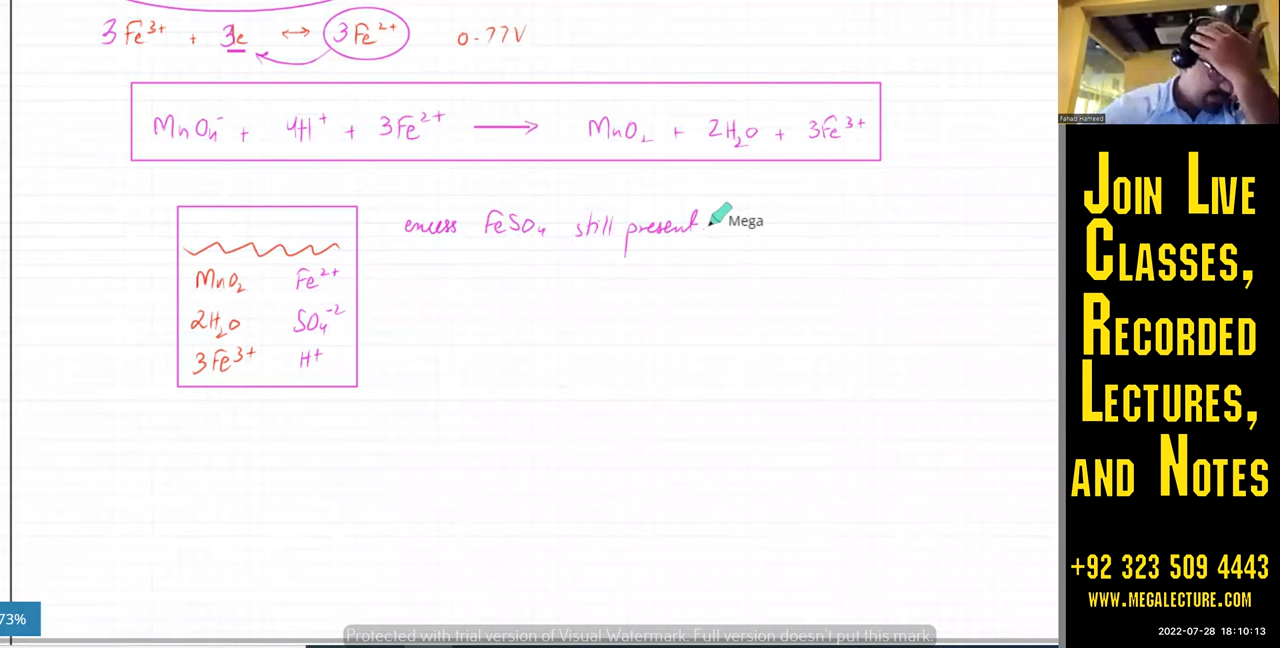 3Fe³⁺ + 3e ↔ 3Fe²⁺ 0.77V
MnO₄⁻ + 4H⁺ + 3Fe²⁺ ⟶ MnO₂ + 2H₂O + 3Fe³⁺
excess FeSO₄ still present.
Mega
MnO₂ Fe²⁺
2H₂O SO₄⁻²
3Fe³⁺ H⁺
73%
Protected with trial version of Visual Watermark. Full version doesn't put this mark.
Fahad Hameed
JOIN LIVE
CLASSES,
RECORDED
LECTURES,
AND NOTES
+92 323 509 4443
WWW.MEGALECTURE.COM
2022-07-28 18:10:13